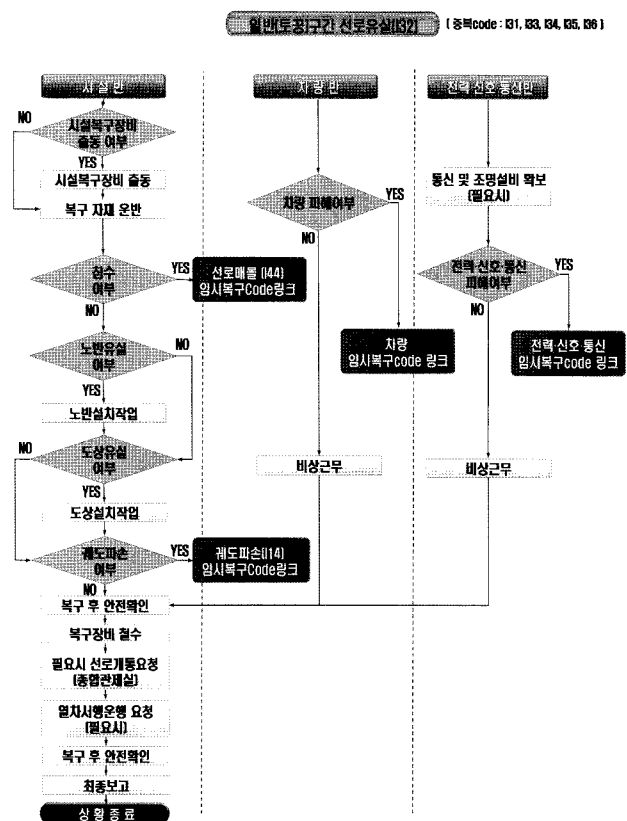 일반(토공)구간 선로유실(I32) ( 중복code : I31, I33, I34, I35, I36 )
시 설 반
차 량 반
전력·신호·통신반
NO
시설복구장비
출동 여부
YES
시설복구장비 출동
복구 자재 운반
침수
여부
YES
선로매몰 (I44)
임시복구Code링크
NO
노반유실
여부
NO
YES
노반설치작업
NO
도상유실
여부
YES
도상설치작업
궤도파손
여부
YES
궤도파손(I14)
임시복구Code링크
NO
복구 후 안전확인
복구장비 철수
필요시 선로개통요청
(종합관제실)
열차서행운행 요청
(필요시)
복구 후 안전확인
최종보고
상 황 종 료
차량 피해여부
YES
NO
차량
임시복구code 링크
비상근무
통신 및 조명설비 확보
(필요시)
전력·신호·통신
피해여부
YES
NO
전력·신호·통신
임시복구code 링크
비상근무